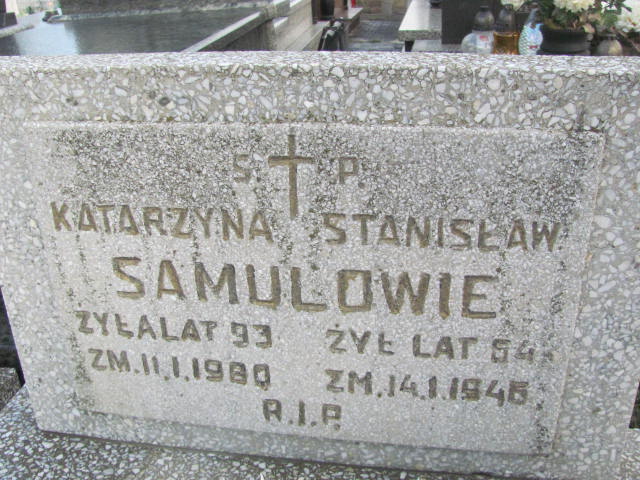 Ś. P.
KATARZYNA STANISŁAW
SAMULOWIE
ŻYŁA LAT 93 ŻYŁ LAT 54
ZM. 11.1.1980 ZM. 14.1.1946
R.I.P.